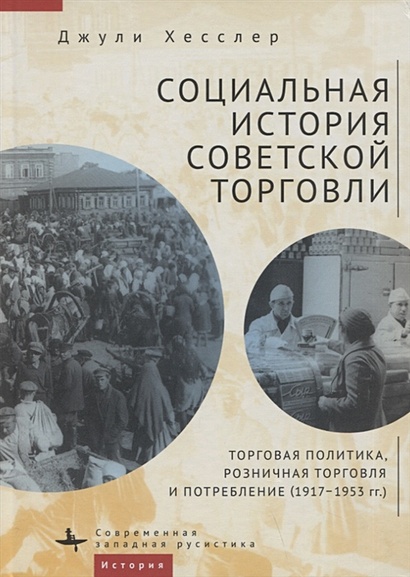 Джули Хесслер
СОЦИАЛЬНАЯ
ИСТОРИЯ
СОВЕТСКОЙ
ТОРГОВЛИ
ТОРГОВАЯ ПОЛИТИКА,
РОЗНИЧНАЯ ТОРГОВЛЯ
И ПОТРЕБЛЕНИЕ (1917–1953 гг.)
Современная
западная русистика
История